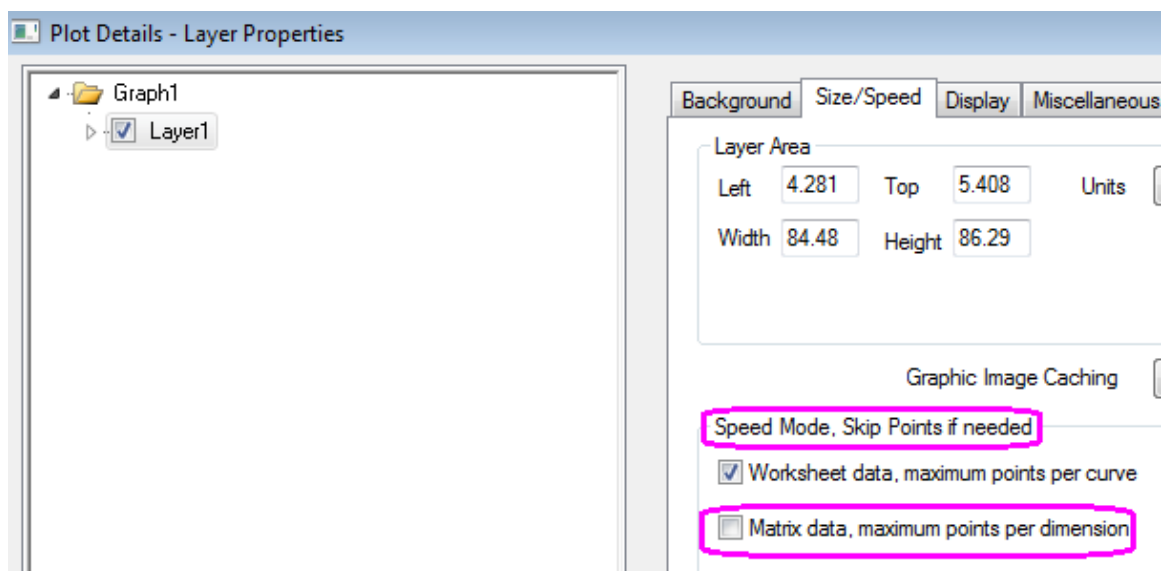 Plot Details - Layer Properties
Graph1
Layer1
Background Size/Speed Display Miscellaneous
Layer Area
Left 4.281 Top 5.408 Units
Width 84.48 Height 86.29
Graphic Image Caching
Speed Mode, Skip Points if needed
Worksheet data, maximum points per curve
Matrix data, maximum points per dimension